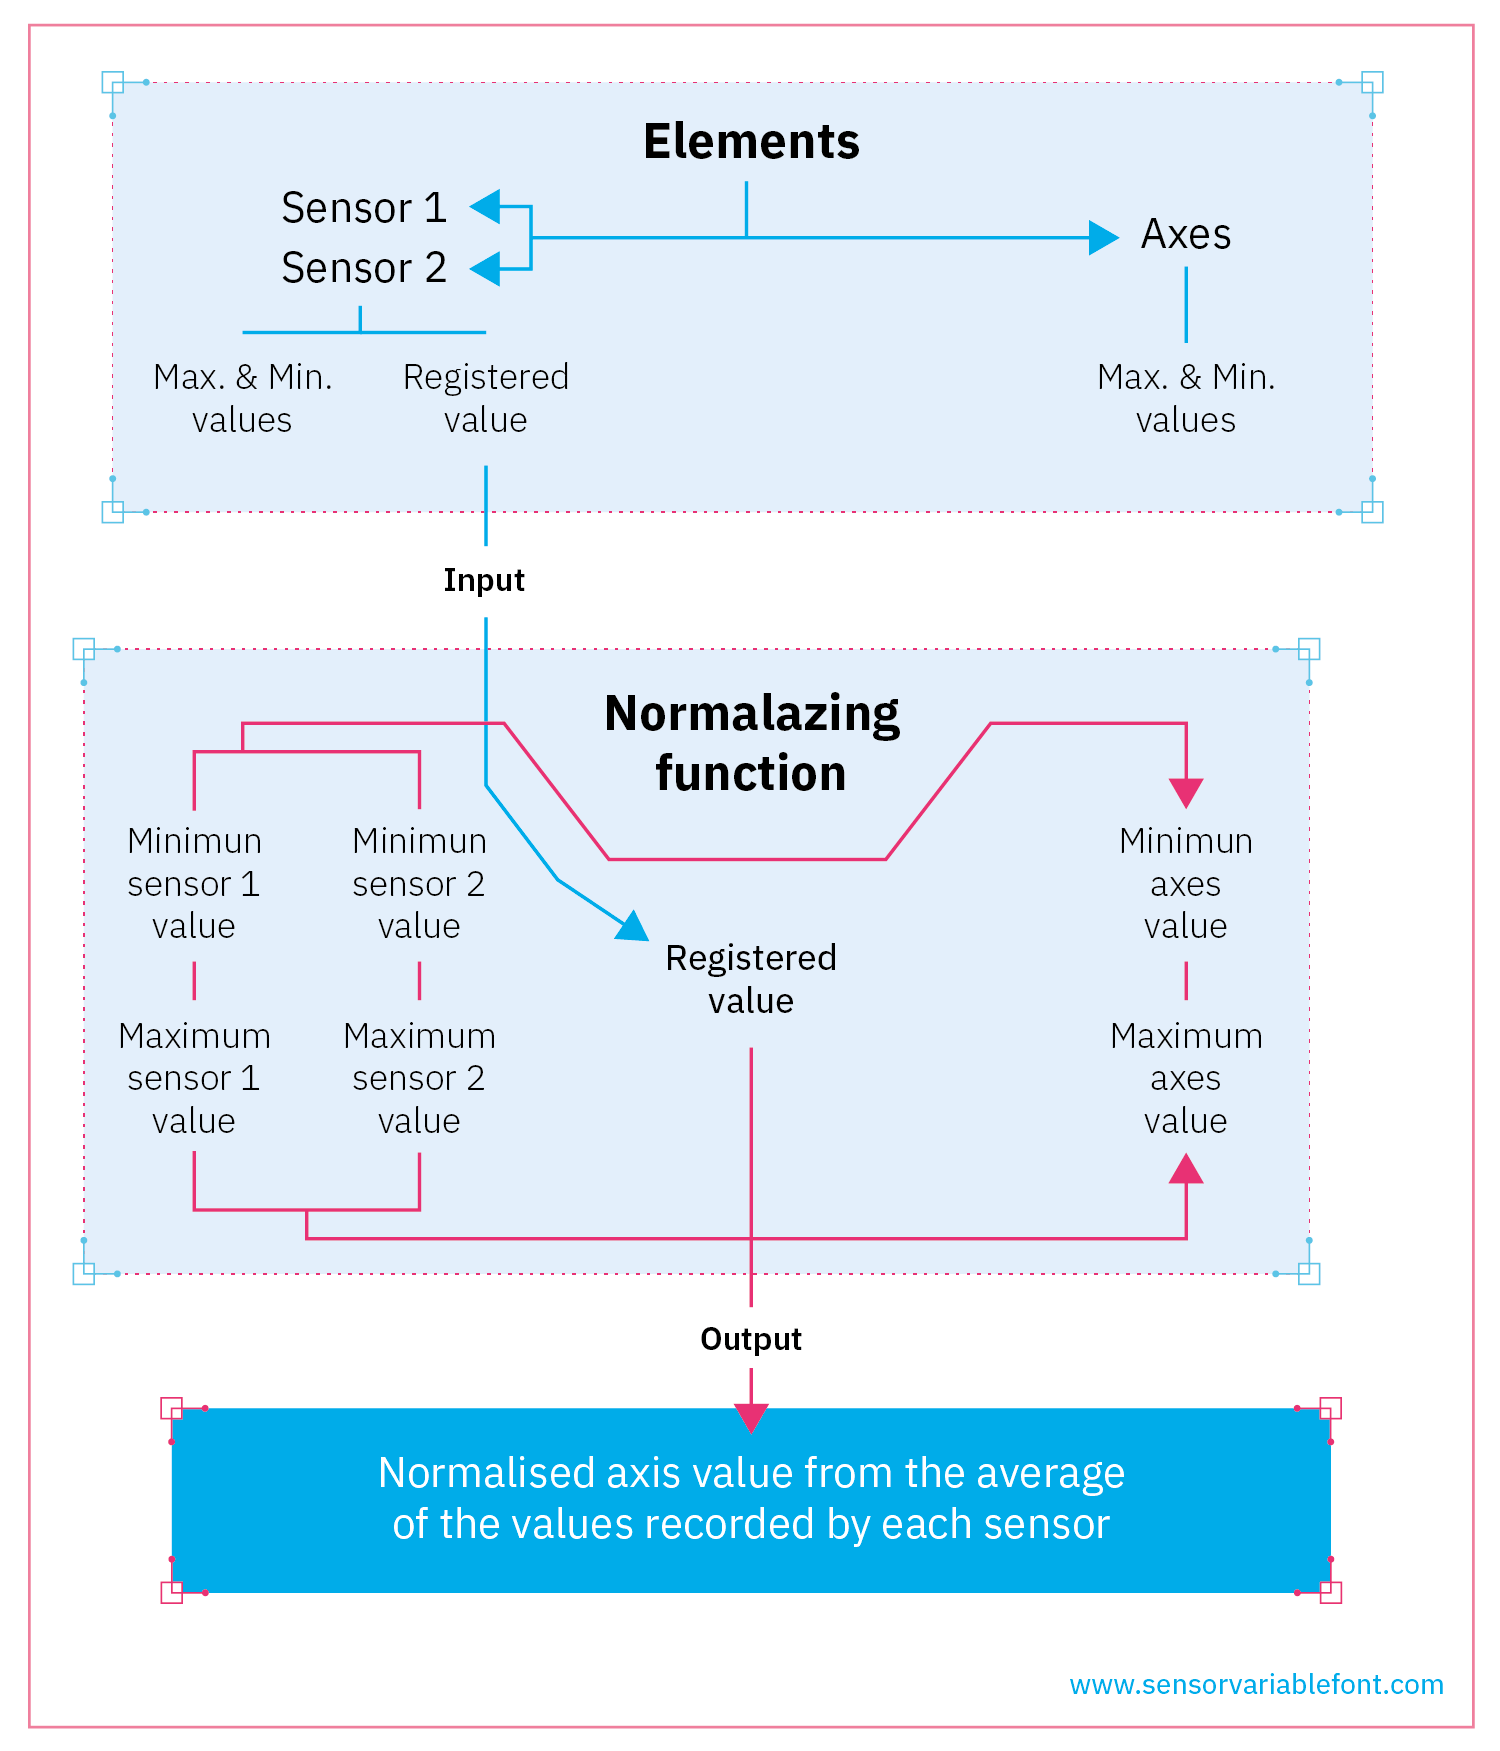 Elements
Sensor 1
Sensor 2
Axes
Max. & Min.
values
Registered
value
Max. & Min.
values
Input
Normalazing
function
Minimun
sensor 1
value
Minimun
sensor 2
value
Minimun
axes
value
Registered
value
Maximum
sensor 1
value
Maximum
sensor 2
value
Maximum
axes
value
Output
Normalised axis value from the average
of the values recorded by each sensor
www.sensorvariablefont.com